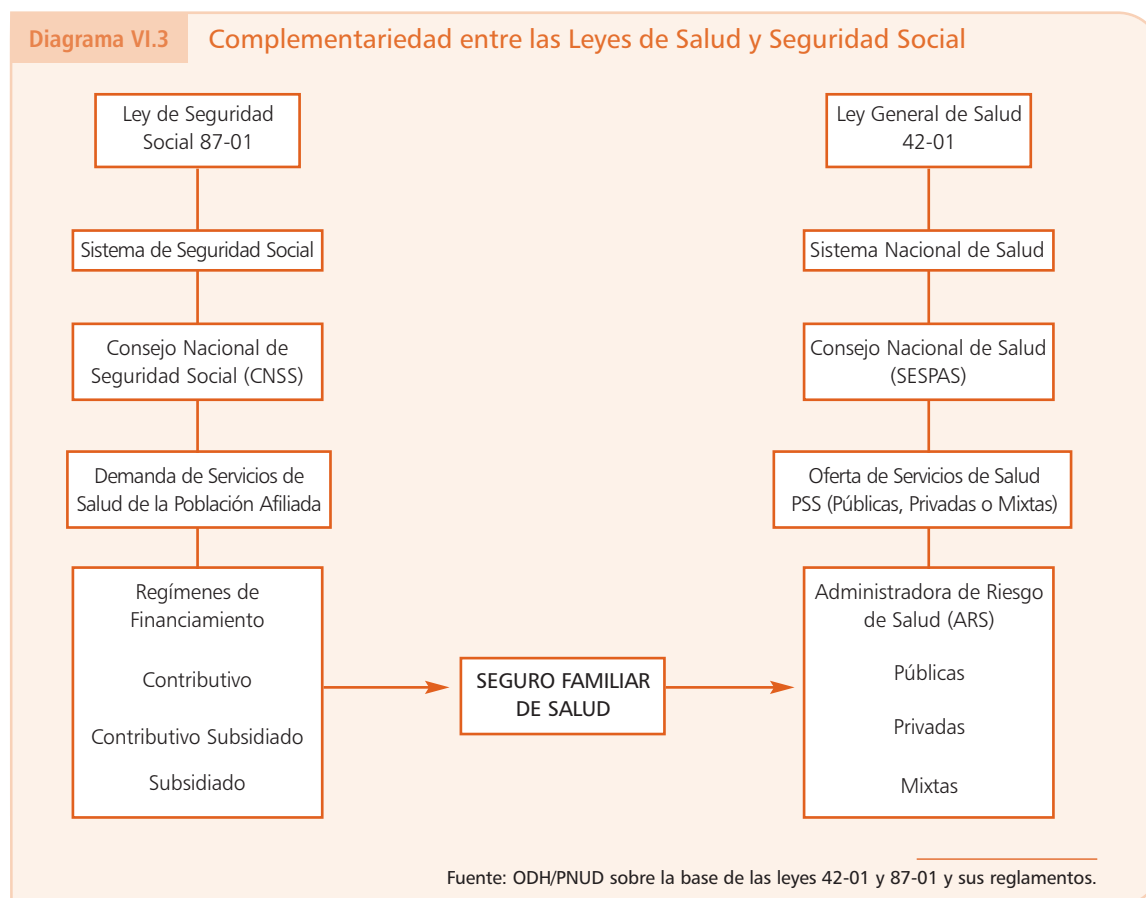 Diagrama VI.3
Complementariedad entre las Leyes de Salud y Seguridad Social
Ley de Seguridad
Social 87-01
Sistema de Seguridad Social
Consejo Nacional de
Seguridad Social (CNSS)
Demanda de Servicios de
Salud de la Población Afiliada
Regímenes de
Financiamiento
Contributivo
Contributivo Subsidiado
Subsidiado
SEGURO FAMILIAR
DE SALUD
Ley General de Salud
42-01
Sistema Nacional de Salud
Consejo Nacional de Salud
(SESPAS)
Oferta de Servicios de Salud
PSS (Públicas, Privadas o Mixtas)
Administradora de Riesgo
de Salud (ARS)
Públicas
Privadas
Mixtas
Fuente: ODH/PNUD sobre la base de las leyes 42-01 y 87-01 y sus reglamentos.